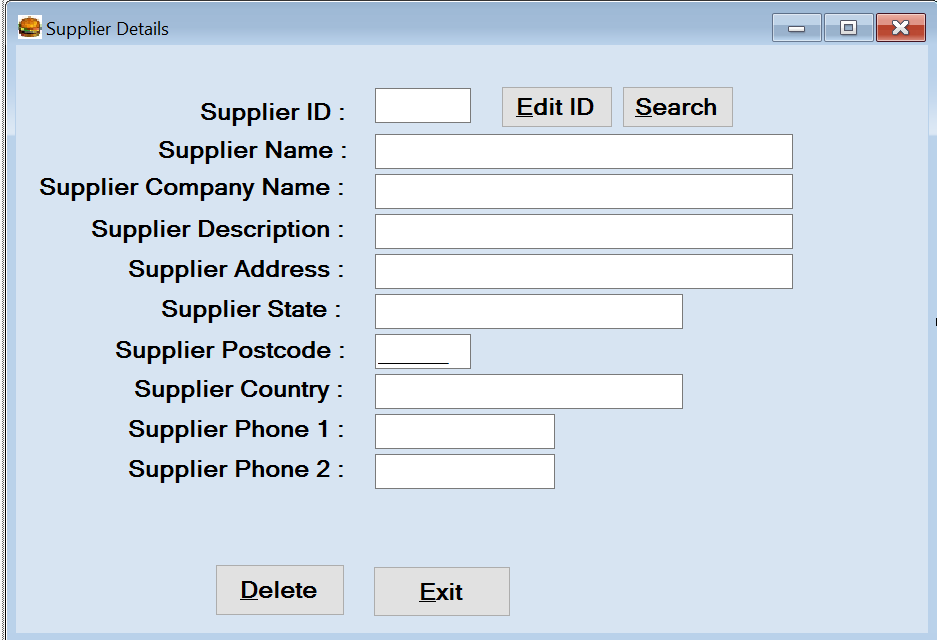 Supplier Details
Supplier ID : Edit ID Search
Supplier Name :
Supplier Company Name :
Supplier Description :
Supplier Address :
Supplier State :
Supplier Postcode : ______
Supplier Country :
Supplier Phone 1 :
Supplier Phone 2 :
Delete Exit